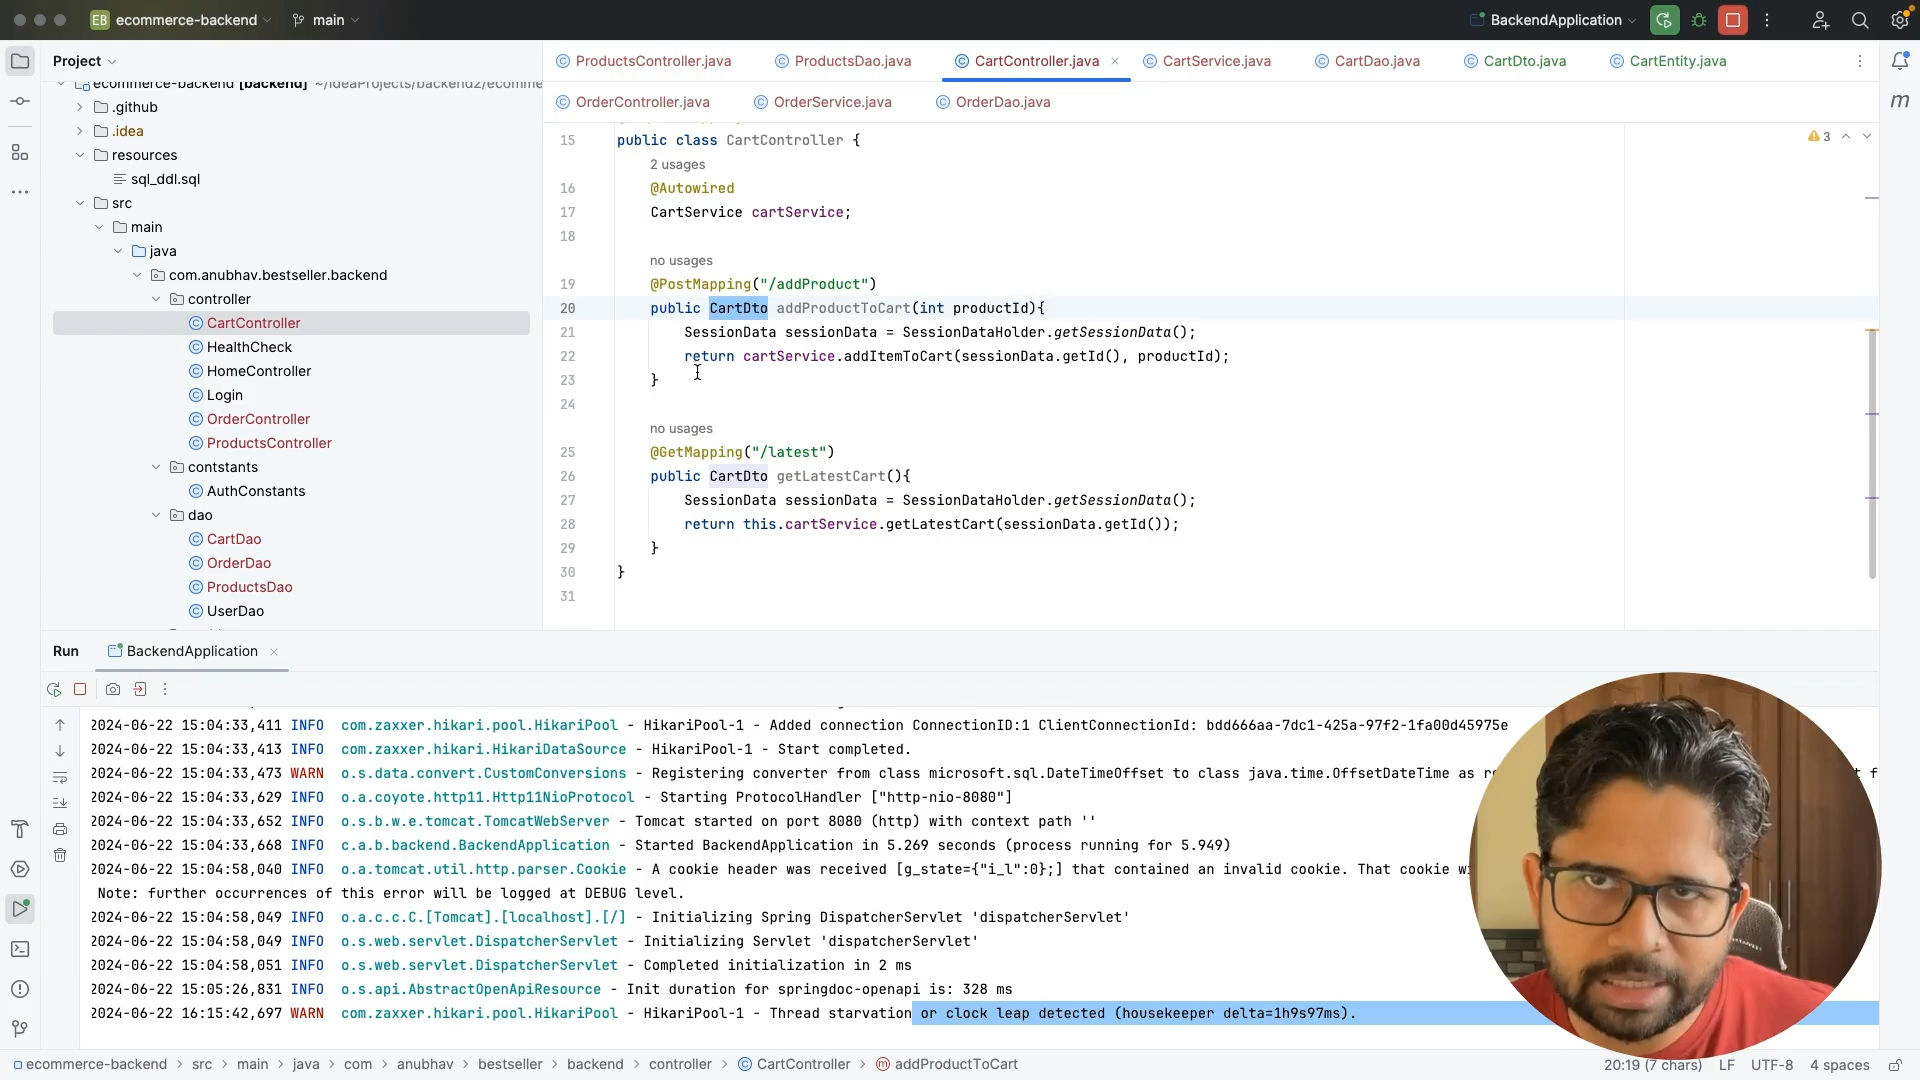 EB ecommerce-backend main BackendApplication
Project
ProductsController.java ProductsDao.java CartController.java CartService.java CartDao.java CartDto.java CartEntity.java
OrderController.java OrderService.java OrderDao.java
ecommerce-backend [backend] ~/IdeaProjects/backend2/ecomme
.github
.idea
resources
sql_ddl.sql
src
main
java
com.anubhav.bestseller.backend
controller
CartController
HealthCheck
HomeController
Login
OrderController
ProductsController
contstants
AuthConstants
dao
CartDao
OrderDao
ProductsDao
UserDao
3
15 public class CartController {
2 usages
16 @Autowired
17 CartService cartService;
18
no usages
19 @PostMapping("/addProduct")
20 public CartDto addProductToCart(int productId){
21 SessionData sessionData = SessionDataHolder.getSessionData();
22 return cartService.addItemToCart(sessionData.getId(), productId);
23 }
24
no usages
25 @GetMapping("/latest")
26 public CartDto getLatestCart(){
27 SessionData sessionData = SessionDataHolder.getSessionData();
28 return this.cartService.getLatestCart(sessionData.getId());
29 }
30 }
31
m
Run BackendApplication
2024-06-22 15:04:33,411 INFO com.zaxxer.hikari.pool.HikariPool - HikariPool-1 - Added connection ConnectionID:1 ClientConnectionId: bdd666aa-7dc1-425a-97f2-1fa00d45975e
2024-06-22 15:04:33,413 INFO com.zaxxer.hikari.HikariDataSource - HikariPool-1 - Start completed.
2024-06-22 15:04:33,473 WARN o.s.data.convert.CustomConversions - Registering converter from class microsoft.sql.DateTimeOffset to class java.time.OffsetDateTime as
2024-06-22 15:04:33,629 INFO o.a.coyote.http11.Http11NioProtocol - Starting ProtocolHandler ["http-nio-8080"]
2024-06-22 15:04:33,652 INFO o.s.b.w.e.tomcat.TomcatWebServer - Tomcat started on port 8080 (http) with context path ''
2024-06-22 15:04:33,668 INFO c.a.b.backend.BackendApplication - Started BackendApplication in 5.269 seconds (process running for 5.949)
2024-06-22 15:04:58,040 INFO o.a.tomcat.util.http.parser.Cookie - A cookie header was received [g_state={"i_l":0};] that contained an invalid cookie. That cookie
Note: further occurrences of this error will be logged at DEBUG level.
2024-06-22 15:04:58,049 INFO o.a.c.c.C.[Tomcat].[localhost].[/] - Initializing Spring DispatcherServlet 'dispatcherServlet'
2024-06-22 15:04:58,049 INFO o.s.web.servlet.DispatcherServlet - Initializing Servlet 'dispatcherServlet'
2024-06-22 15:04:58,051 INFO o.s.web.servlet.DispatcherServlet - Completed initialization in 2 ms
2024-06-22 15:05:26,831 INFO o.s.api.AbstractOpenApiResource - Init duration for springdoc-openapi is: 328 ms
2024-06-22 16:15:42,697 WARN com.zaxxer.hikari.pool.HikariPool - HikariPool-1 - Thread starvation or clock leap detected (housekeeper delta=1h9s97ms).
ecommerce-backend > src > main > java > com > anubhav > bestseller > backend > controller > CartController > addProductToCart 20:19 (7 chars) LF UTF-8 4 spaces